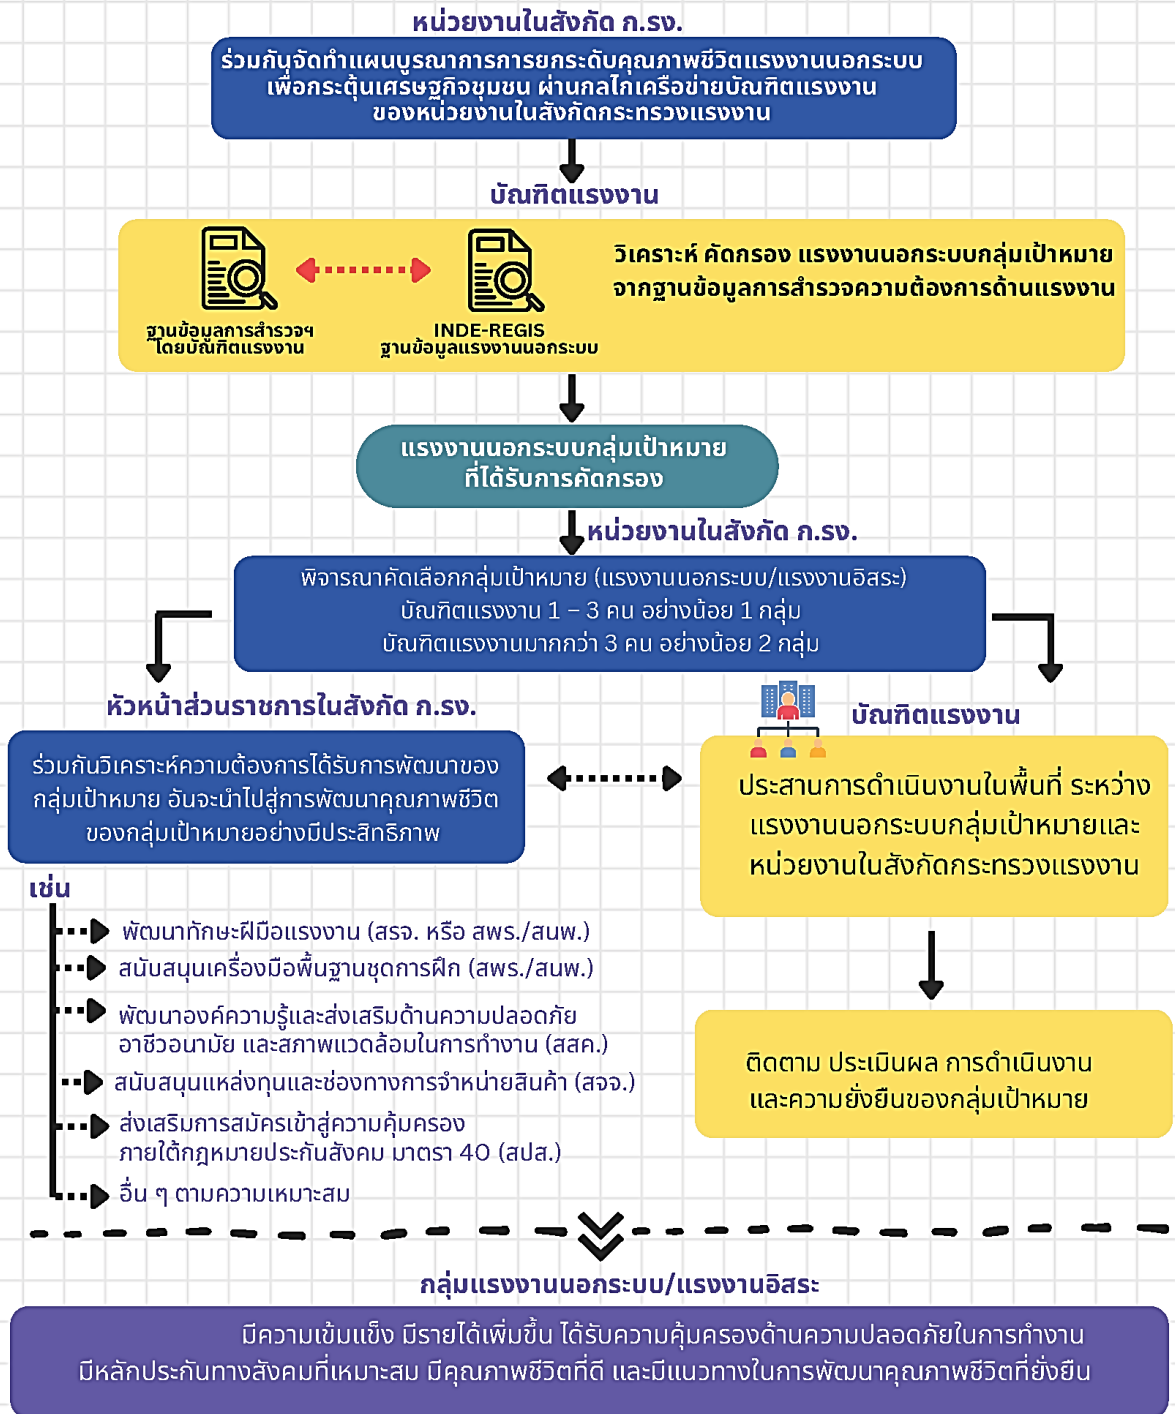 หน่วยงานในสังกัด ก.รง.
ร่วมกันจัดทำแผนบูรณาการการยกระดับคุณภาพชีวิตแรงงานนอกระบบ
เพื่อกระตุ้นเศรษฐกิจชุมชน ผ่านกลไกเครือข่ายบัณฑิตแรงงาน
ของหน่วยงานในสังกัดกระทรวงแรงงาน
บัณฑิตแรงงาน
วิเคราะห์ คัดกรอง แรงงานนอกระบบกลุ่มเป้าหมาย
จากฐานข้อมูลการสำรวจความต้องการด้านแรงงาน
ฐานข้อมูลการสำรวจฯ
โดยบัณฑิตแรงงาน
INDE-REGIS
ฐานข้อมูลแรงงานนอกระบบ
แรงงานนอกระบบกลุ่มเป้าหมาย
ที่ได้รับการคัดกรอง
หน่วยงานในสังกัด ก.รง.
พิจารณาคัดเลือกกลุ่มเป้าหมาย (แรงงานนอกระบบ/แรงงานอิสระ)
บัณฑิตแรงงาน 1 – 3 คน อย่างน้อย 1 กลุ่ม
บัณฑิตแรงงานมากกว่า 3 คน อย่างน้อย 2 กลุ่ม
หัวหน้าส่วนราชการในสังกัด ก.รง.
ร่วมกันวิเคราะห์ความต้องการได้รับการพัฒนาของ
กลุ่มเป้าหมาย อันจะนำไปสู่การพัฒนาคุณภาพชีวิต
ของกลุ่มเป้าหมายอย่างมีประสิทธิภาพ
บัณฑิตแรงงาน
ประสานการดำเนินงานในพื้นที่ ระหว่าง
แรงงานนอกระบบกลุ่มเป้าหมายและ
หน่วยงานในสังกัดกระทรวงแรงงาน
เช่น
พัฒนาทักษะฝีมือแรงงาน (สรจ. หรือ สพร./สนพ.)
สนับสนุนเครื่องมือพื้นฐานชุดการฝึก (สพร./สนพ.)
พัฒนาองค์ความรู้และส่งเสริมด้านความปลอดภัย
อาชีวอนามัย และสภาพแวดล้อมในการทำงาน (สสค.)
สนับสนุนแหล่งทุนและช่องทางการจำหน่ายสินค้า (สจจ.)
ส่งเสริมการสมัครเข้าสู่ความคุ้มครอง
ภายใต้กฎหมายประกันสังคม มาตรา 40 (สปส.)
อื่น ๆ ตามความเหมาะสม
ติดตาม ประเมินผล การดำเนินงาน
และความยั่งยืนของกลุ่มเป้าหมาย
กลุ่มแรงงานนอกระบบ/แรงงานอิสระ
มีความเข้มแข็ง มีรายได้เพิ่มขึ้น ได้รับความคุ้มครองด้านความปลอดภัยในการทำงาน
มีหลักประกันทางสังคมที่เหมาะสม มีคุณภาพชีวิตที่ดี และมีแนวทางในการพัฒนาคุณภาพชีวิตที่ยั่งยืน